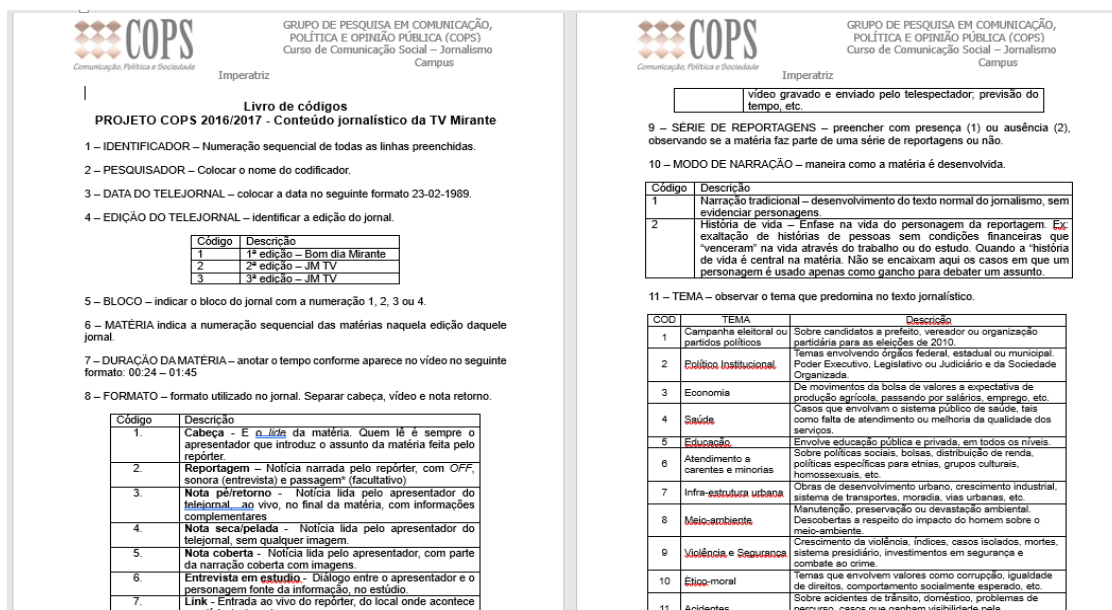 COPS
Comunicação, Política e Sociedade
GRUPO DE PESQUISA EM COMUNICAÇÃO,
POLÍTICA E OPINIÃO PÚBLICA (COPS)
Curso de Comunicação Social – Jornalismo
Campus
Imperatriz
Livro de códigos
PROJETO COPS 2016/2017 - Conteúdo jornalístico da TV Mirante
1 – IDENTIFICADOR – Numeração sequencial de todas as linhas preenchidas.
2 – PESQUISADOR – Colocar o nome do codificador.
3 – DATA DO TELEJORNAL – colocar a data no seguinte formato 23-02-1989.
4 – EDIÇÃO DO TELEJORNAL – identificar a edição do jornal.
Código Descrição
1 1ª edição – Bom dia Mirante
2 2ª edição – JM TV
3 3ª edição – JM TV
5 – BLOCO – indicar o bloco do jornal com a numeração 1, 2, 3 ou 4.
6 – MATÉRIA indica a numeração sequencial das matérias naquela edição daquele
jornal.
7 – DURAÇÃO DA MATÉRIA – anotar o tempo conforme aparece no vídeo no seguinte
formato: 00:24 – 01:45
8 – FORMATO – formato utilizado no jornal. Separar cabeça, vídeo e nota retorno.
Código Descrição
1. Cabeça - E o lide da matéria. Quem lê é sempre o
apresentador que introduz o assunto da matéria feita pelo
repórter.
2. Reportagem – Notícia narrada pelo repórter, com OFF,
sonora (entrevista) e passagem* (facultativo)
3. Nota pé/retorno - Notícia lida pelo apresentador do
telejornal, ao vivo, no final da matéria, com informações
complementares
4. Nota seca/pelada - Notícia lida pelo apresentador do
telejornal, sem qualquer imagem.
5. Nota coberta - Notícia lida pelo apresentador, com parte
da narração coberta com imagens.
6. Entrevista em estudio - Diálogo entre o apresentador e o
personagem fonte da informação, no estúdio.
7. Link - Entrada ao vivo do repórter, do local onde acontece
COPS
Comunicação, Política e Sociedade
GRUPO DE PESQUISA EM COMUNICAÇÃO,
POLÍTICA E OPINIÃO PÚBLICA (COPS)
Curso de Comunicação Social – Jornalismo
Campus
Imperatriz
vídeo gravado e enviado pelo telespectador; previsão do
tempo, etc.
9 – SÉRIE DE REPORTAGENS – preencher com presença (1) ou ausência (2),
observando se a matéria faz parte de uma série de reportagens ou não.
10 – MODO DE NARRAÇÃO – maneira como a matéria é desenvolvida.
Código Descrição
1 Narração tradicional – desenvolvimento do texto normal do jornalismo, sem
evidenciar personagens.
2 História de vida – Enfase na vida do personagem da reportagem. Ex:
exaltação de histórias de pessoas sem condições financeiras que
“venceram” na vida através do trabalho ou do estudo. Quando a “história
de vida é central na matéria. Não se encaixam aqui os casos em que um
personagem é usado apenas como gancho para debater um assunto.
11 – TEMA – observar o tema que predomina no texto jornalístico.
COD TEMA Descrição
1 Campanha eleitoral ou partidos políticos Sobre candidatos a prefeito, vereador ou organização
partidária para as eleições de 2010.
2 Político Institucional Temas envolvendo órgãos federal, estadual ou municipal.
Poder Executivo, Legislativo ou Judiciário e da Sociedade
Organizada.
3 Economia De movimentos da bolsa de valores a expectativa de
produção agrícola, passando por salários, emprego, etc.
4 Saúde Casos que envolvam o sistema público de saúde, tais
como falta de atendimento ou melhoria da qualidade dos
serviços.
5 Educação Envolve educação pública e privada, em todos os níveis.
6 Atendimento a carentes e minorias Sobre políticas sociais, bolsas, distribuição de renda,
políticas específicas para etnias, grupos culturais,
homossexuais, etc.
7 Infra-estrutura urbana Obras de desenvolvimento urbano, crescimento industrial,
sistema de transportes, moradia, vias urbanas, etc.
8 Meio-ambiente Manutenção, preservação ou devastação ambiental.
Descobertas a respeito do impacto do homem sobre o
meio-ambiente.
9 Violência e Segurança Crescimento da violência, índices, casos isolados, mortes,
sistema presidiário, investimentos em segurança e
combate ao crime.
10 Ético-moral Temas que envolvem valores como corrupção, igualdade
de direitos, comportamento socialmente esperado, etc.
11 Acidentes Sobre acidentes de trânsito, doméstico, problemas de
percurso, casos que ganham visibilidade pela